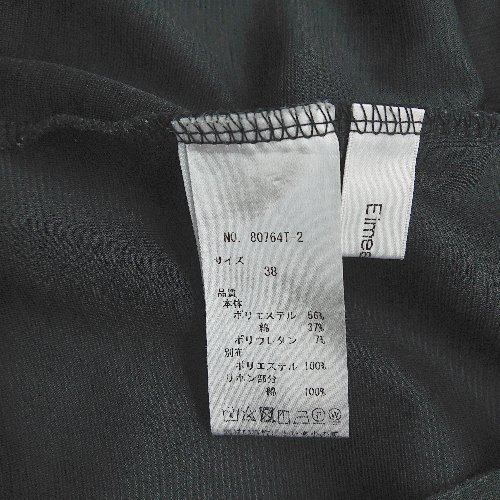 NO. 80764T-2
サイズ
38
品質
本体
ポリエステル 56%
綿 37%
ポリウレタン 7%
別布
ポリエステル 100%
リボン部分
綿 100%
Eimea